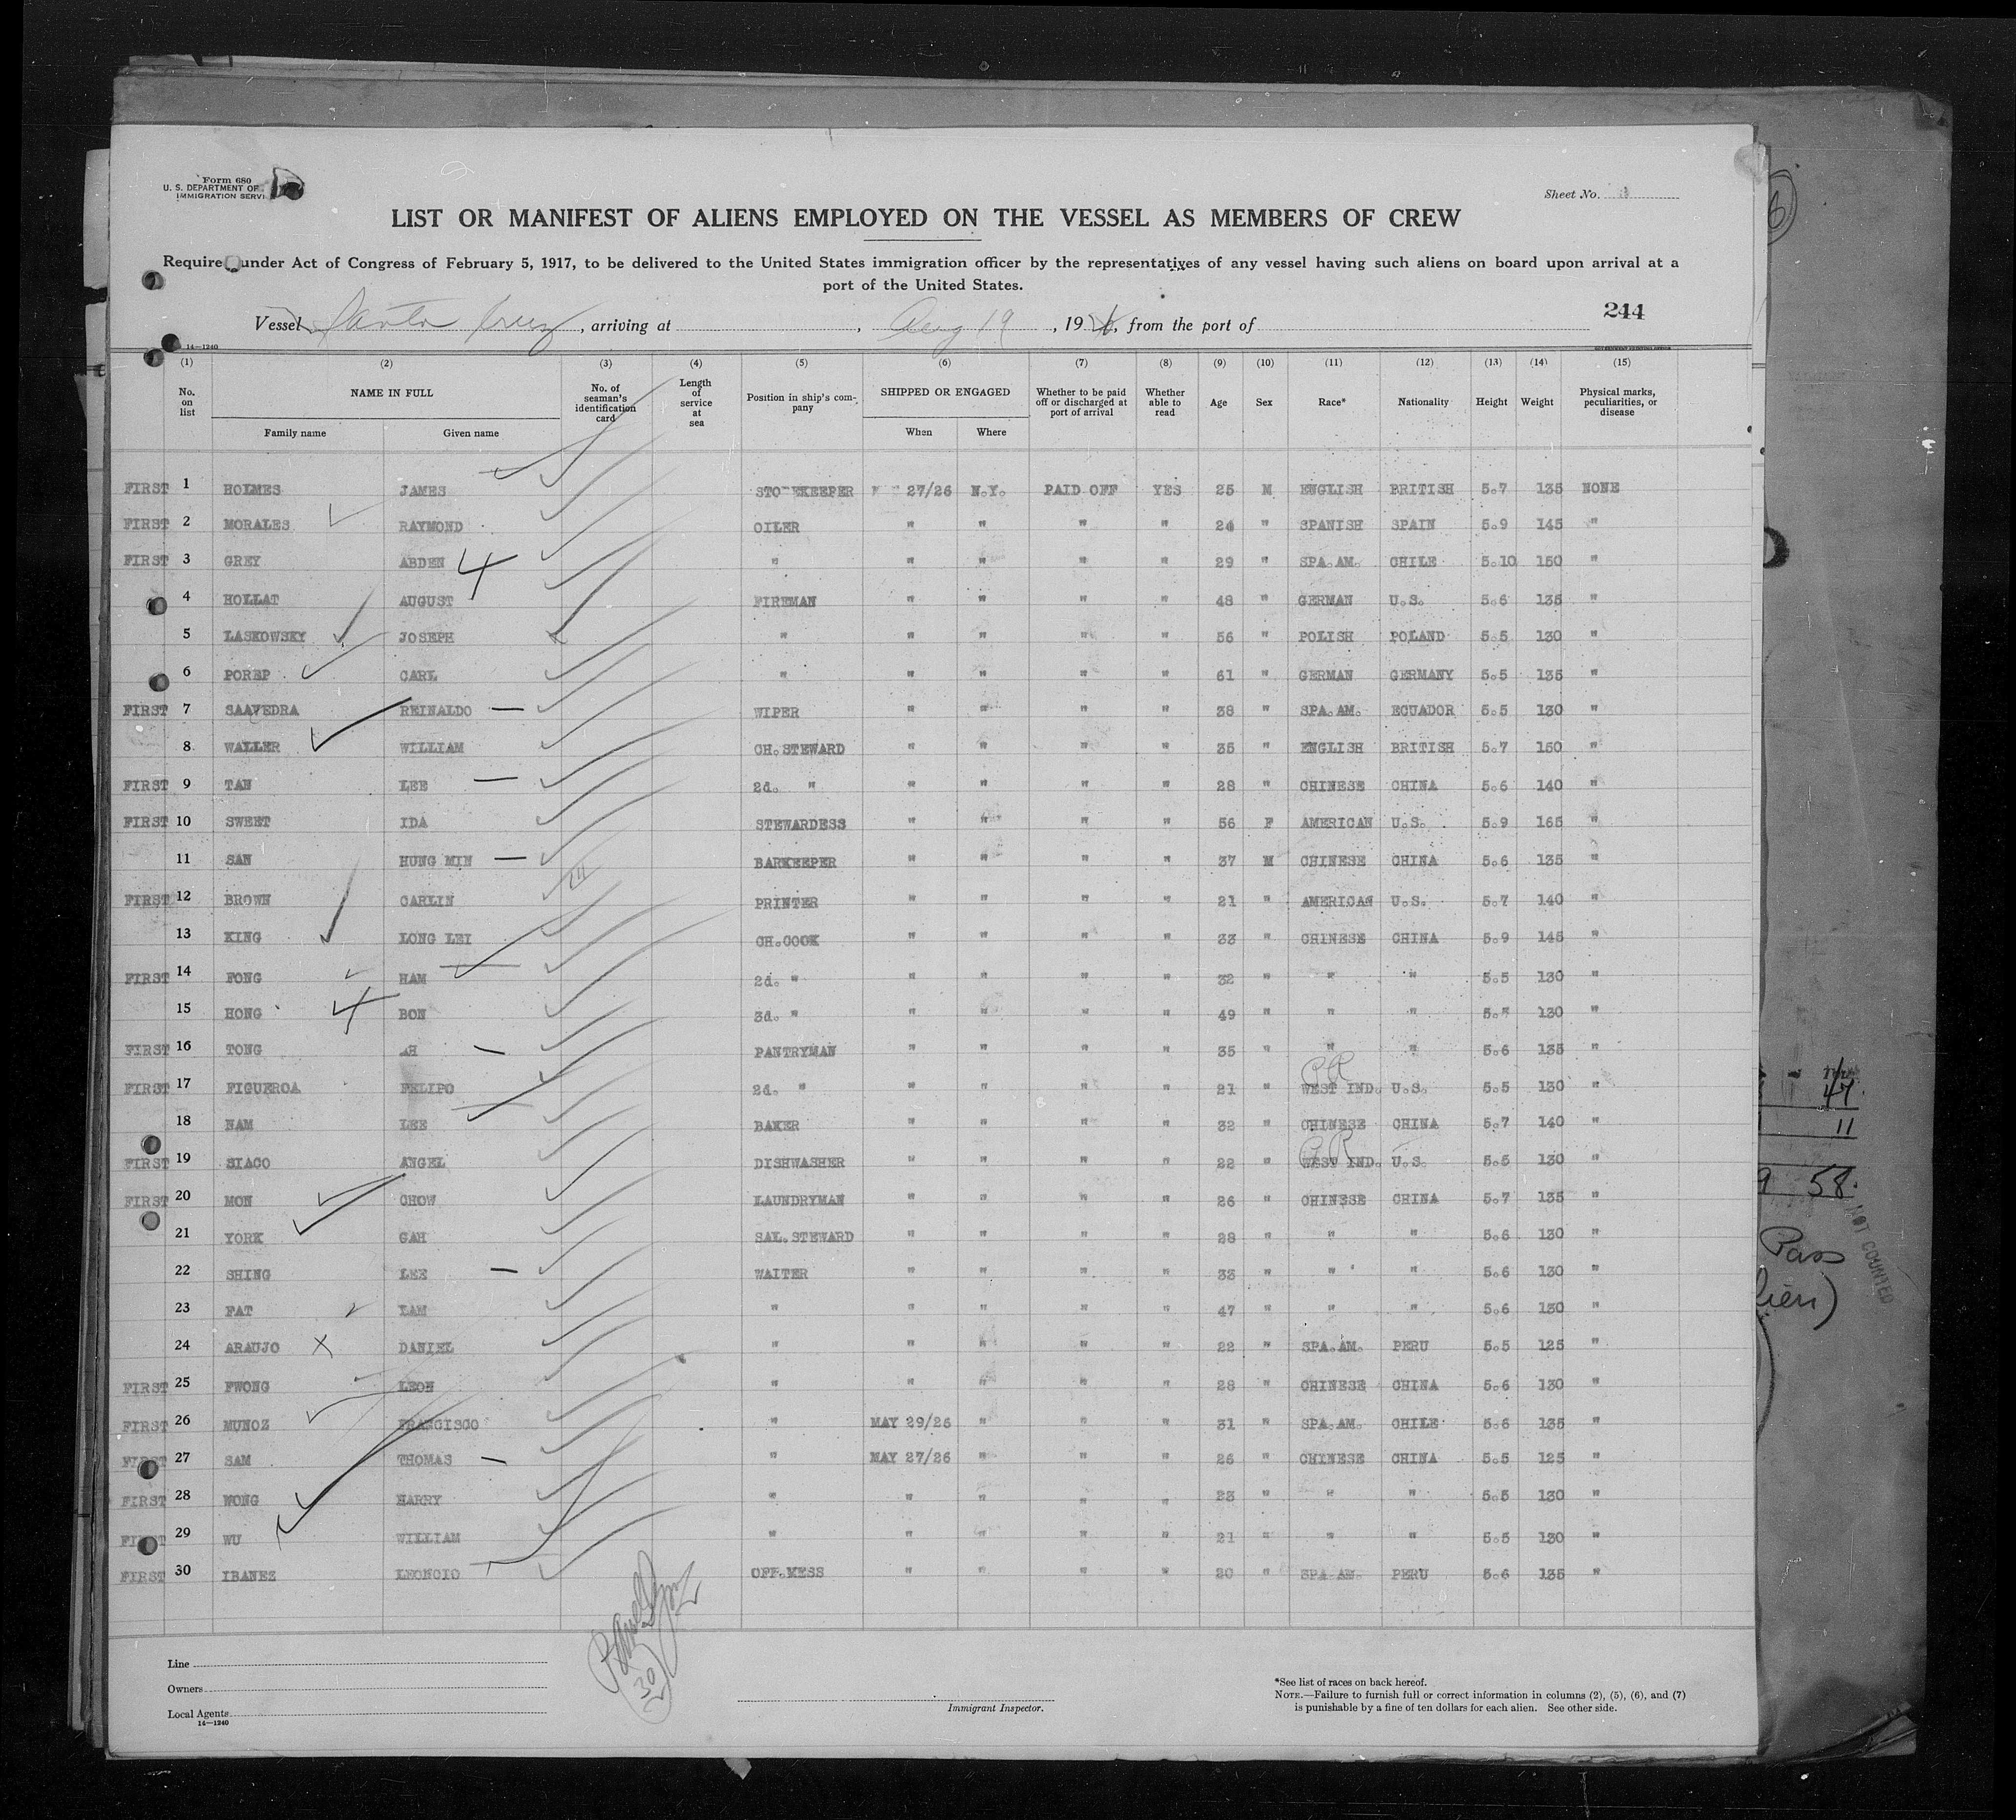 Form 680
U. S. DEPARTMENT OF
IMMIGRATION SERVI
Sheet No.
LIST OR MANIFEST OF ALIENS EMPLOYED ON THE VESSEL AS MEMBERS OF CREW
Require under Act of Congress of February 5, 1917, to be delivered to the United States immigration officer by the representatives of any vessel having such aliens on board upon arrival at a
port of the United States.
Vessel Santa Cruz, arriving at , Aug 19, 1926, from the port of
244
14—1240
(1) (2) (3) (4) (5) (6) (7) (8) (9) (10) (11) (12) (13) (14) (15)
No. on list NAME IN FULL No. of seaman's identification card Length of service at sea Position in ship's company SHIPPED OR ENGAGED Whether to be paid off or discharged at port of arrival Whether able to read Age Sex Race* Nationality Height Weight Physical marks, peculiarities, or disease
Family name Given name When Where
FIRST 1 HOLMES JAMES STOREKEEPER 27/26 N.Y. PAID OFF YES 25 M ENGLISH BRITISH 5.7 135 NONE
FIRST 2 MORALES RAYMOND OILER " " " " 24 " SPANISH SPAIN 5.9 145 "
FIRST 3 GREY ABDEN " " " " " 29 " SPA.AM. CHILE 5.10 150 "
4 HOLLAT AUGUST FIREMAN " " " " 48 " GERMAN U.S. 5.6 135 "
5 LASKOWSKY JOSEPH " " " " " 56 " POLISH POLAND 5.5 130 "
6 POREP CARL " " " " " 61 " GERMAN GERMANY 5.5 135 "
FIRST 7 SAAVEDRA REINALDO WIPER " " " " 38 " SPA.AM. ECUADOR 5.5 130 "
8 WALLER WILLIAM CH.STEWARD " " " " 35 " ENGLISH BRITISH 5.7 150 "
FIRST 9 TAN LEE 2d. " " " " " 28 " CHINESE CHINA 5.6 140 "
FIRST 10 SWEET IDA STEWARDESS " " " " 56 F AMERICAN U.S. 5.9 165 "
11 SAN HUNG MIN BARKEEPER " " " " 37 M CHINESE CHINA 5.6 135 "
FIRST 12 BROWN CARLIN PRINTER " " " " 21 " AMERICAN U.S. 5.7 140 "
13 KING LONG LEI CH.COOK " " " " 33 " CHINESE CHINA 5.9 145 "
FIRST 14 FONG HAM 2d. " " " " " 32 " " " 5.5 130 "
15 HONG BON 3d. " " " " " 49 " " " 5.7 130 "
FIRST 16 TONG AH PANTRYMAN " " " " 35 " " " 5.6 135 "
PR
FIRST 17 FIGUEROA FELIPO 2d. " " " " " 21 " WEST IND. U.S. 5.5 130 "
18 NAM LEE BAKER " " " " 32 " CHINESE CHINA 5.7 140 "
FIRST 19 SIACO ANGEL DISHWASHER " " " " 22 " WEST IND. U.S. 5.5 130 "
FIRST 20 MON CHOW LAUNDRYMAN " " " " 26 " CHINESE CHINA 5.7 135 "
21 YORK GAH SAL.STEWARD " " " " 28 " " " 5.6 130 "
22 SHING LEE WAITER " " " " 33 " " " 5.6 130 "
23 FAT LAM " " " " " 47 " " " 5.6 130 "
24 ARAUJO DANIEL " " " " " 22 " SPA.AM. PERU 5.5 125 "
FIRST 25 FWONG LEON " " " " " 28 " CHINESE CHINA 5.6 130 "
FIRST 26 MUNOZ FRANCISCO " MAY 29/26 " " " 31 " SPA.AM. CHILE 5.6 135 "
FIRST 27 SAM THOMAS " MAY 27/26 " " " 26 " CHINESE CHINA 5.5 125 "
FIRST 28 WONG HARRY " " " " " 23 " " " 5.5 130 "
FIRST 29 WU WILLIAM " " " " " 21 " " " 5.5 130 "
FIRST 30 IBANEZ LEONCIO OFF.MESS " " " " 20 " SPA.AM. PERU 5.6 135 "
30
Line
Owners
Local Agents
14—1240
Immigrant Inspector.
*See list of races on back hereof.
NOTE.—Failure to furnish full or correct information in columns (2), (5), (6), and (7)
is punishable by a fine of ten dollars for each alien. See other side.
47
11
58
Pass
NOT COUNTED